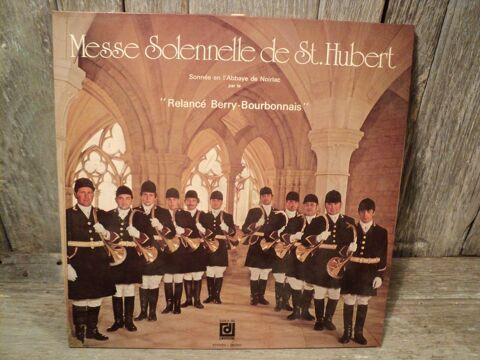 Messe Solennelle de St. Hubert
Sonnée en l'Abbaye de Noirlac
par le
"Relancé Berry-Bourbonnais"